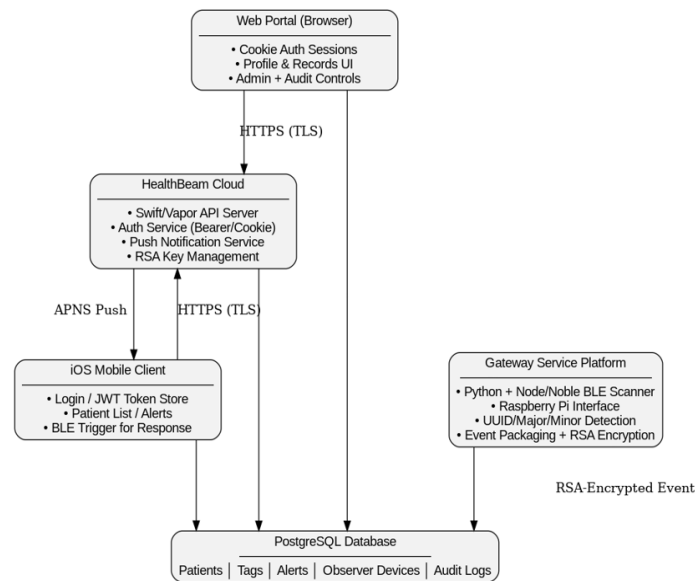 Web Portal (Browser)
• Cookie Auth Sessions
• Profile & Records UI
• Admin + Audit Controls
HTTPS (TLS)
HealthBeam Cloud
• Swift/Vapor API Server
• Auth Service (Bearer/Cookie)
• Push Notification Service
• RSA Key Management
APNS Push
HTTPS (TLS)
iOS Mobile Client
• Login / JWT Token Store
• Patient List / Alerts
• BLE Trigger for Response
Gateway Service Platform
• Python + Node/Noble BLE Scanner
• Raspberry Pi Interface
• UUID/Major/Minor Detection
• Event Packaging + RSA Encryption
RSA-Encrypted Event
PostgreSQL Database
Patients | Tags | Alerts | Observer Devices | Audit Logs